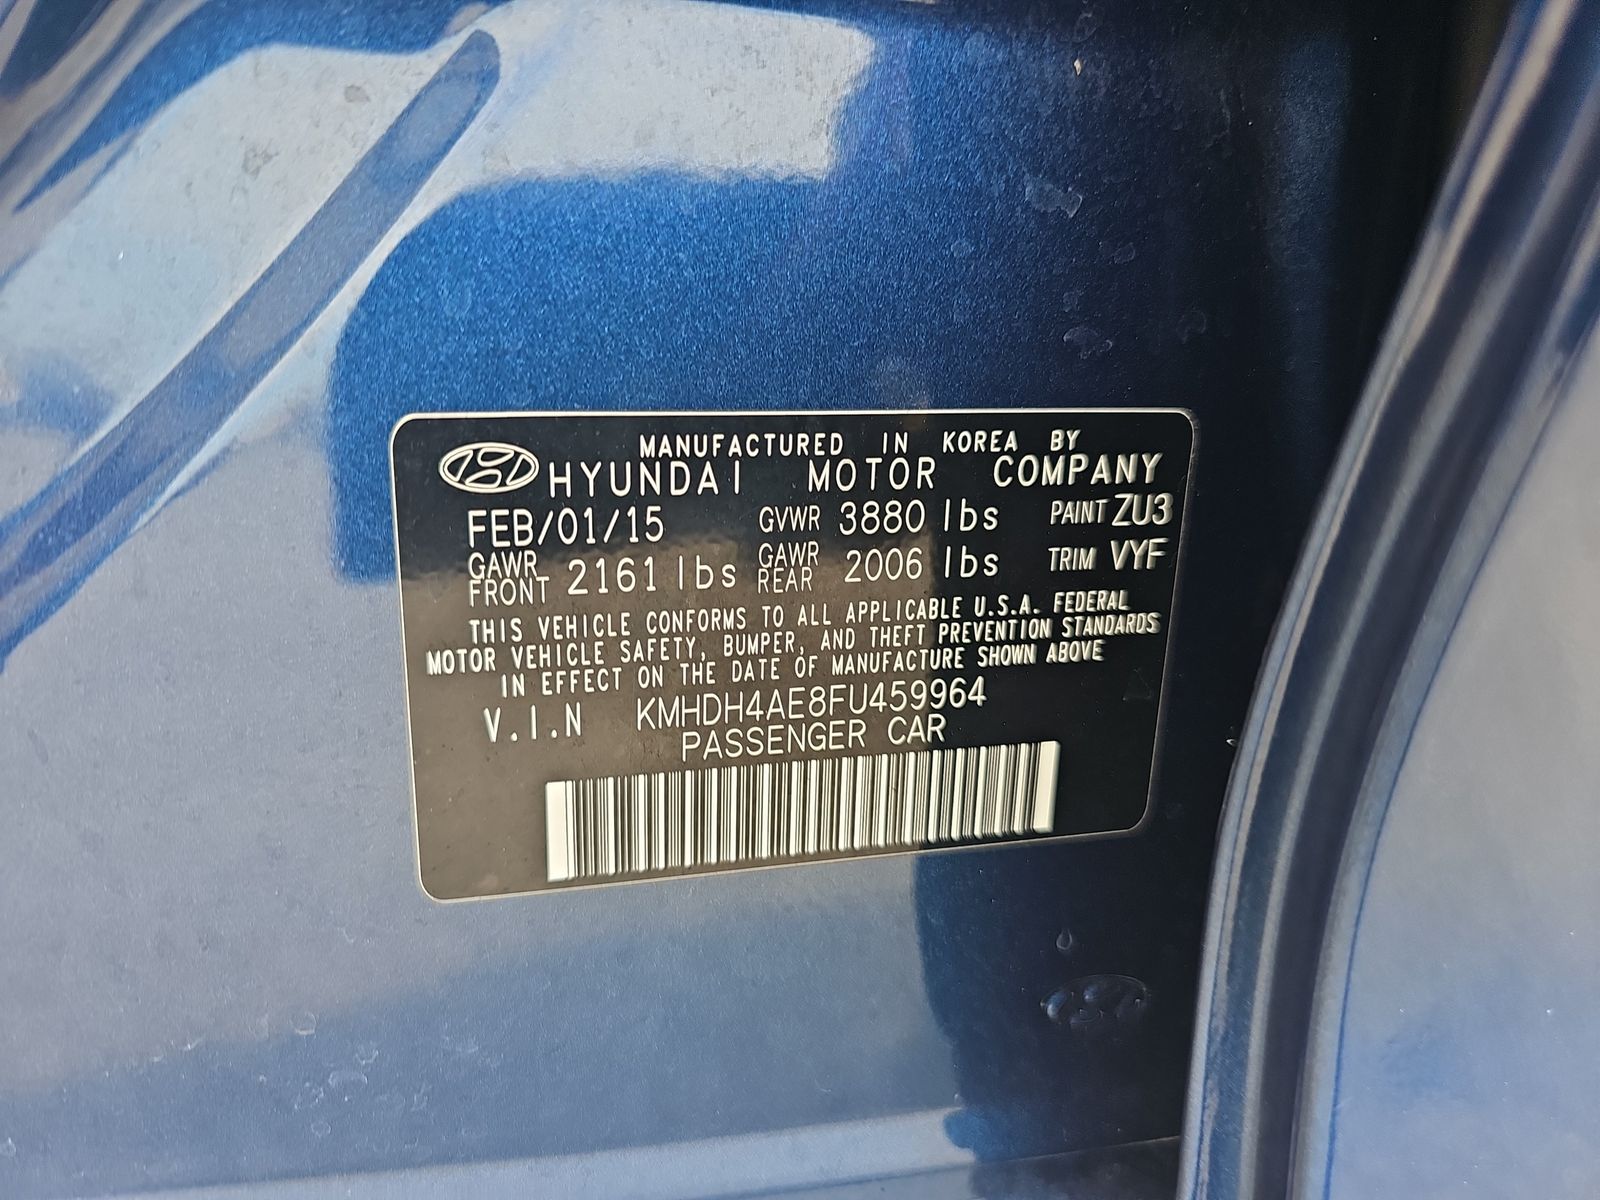 MANUFACTURED IN KOREA BY
HYUNDAI MOTOR COMPANY
FEB/01/15 GVWR 3880 lbs PAINT ZU3
GAWR FRONT 2161 lbs GAWR REAR 2006 lbs TRIM VYF
THIS VEHICLE CONFORMS TO ALL APPLICABLE U.S.A. FEDERAL
MOTOR VEHICLE SAFETY, BUMPER, AND THEFT PREVENTION STANDARDS
IN EFFECT ON THE DATE OF MANUFACTURE SHOWN ABOVE
V.I.N KMHDH4AE8FU459964
PASSENGER CAR